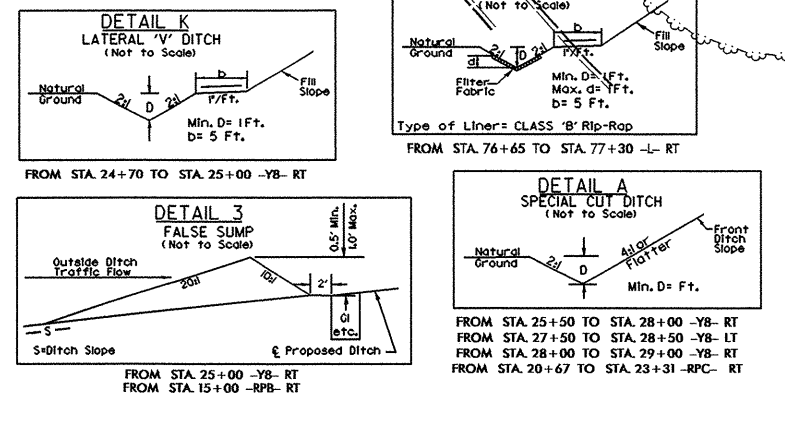 DETAIL K
LATERAL 'V' DITCH
(Not to Scale)
b
Natural
Ground
2:1
D
2:1
1"/Ft.
Fill
Slope
Min. D= 1Ft.
b= 5 Ft.
FROM STA. 24+70 TO STA. 25+00 -Y8- RT
(Not to Scale)
b
Natural
Ground
2:1
D
2:1
1"/Ft.
d
Fill
Slope
Filter
Fabric
Min. D= 1Ft.
Max. d= 1Ft.
b= 5 Ft.
Type of Liner= CLASS 'B' Rip-Rap
FROM STA. 76+65 TO STA. 77+30 -L- RT
DETAIL 3
FALSE SUMP
(Not to Scale)
0.5' Min.
1.0' Max.
Outside Ditch
Traffic Flow
20:1
10:1
2'
CI
etc.
S
S=Ditch Slope
℄ Proposed Ditch
FROM STA. 25+00 -Y8- RT
FROM STA. 15+00 -RPB- RT
DETAIL A
SPECIAL CUT DITCH
(Not to Scale)
Natural
Ground
2:1
D
4:1 or
Flatter
Front
Ditch
Slope
Min. D= Ft.
FROM STA. 25+50 TO STA. 28+00 -Y8- RT
FROM STA. 27+50 TO STA. 28+50 -Y8- LT
FROM STA. 28+00 TO STA. 29+00 -Y8- RT
FROM STA. 20+67 TO STA. 23+31 -RPC- RT